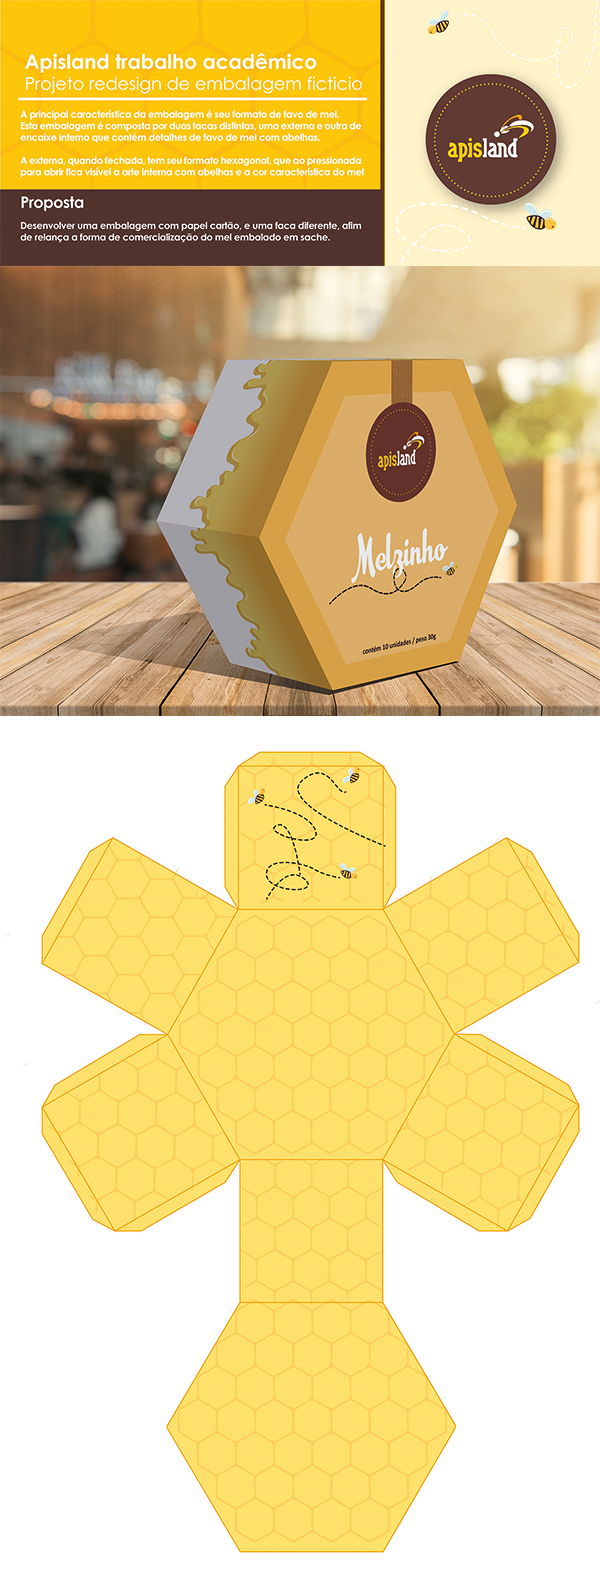 Apisland trabalho acadêmico
Projeto redesign de embalagem ficticio
A principal característica da embalagem é seu formato de favo de mel.
Esta embalagem é composta por duas facas distintas, uma externa e outra de
encaixe interno que contém detalhes de favo de mel com abelhas.
A externa, quando fechada, tem seu formato hexagonal, que ao pressionada
para abrir fica visível a arte interna com abelhas e a cor característica do mel
Proposta
Desenvolver uma embalagem com papel cartão, e uma faca diferente, afim
de relança a forma de comercialização do mel embalado em sache.
apisland
apisland
Melzinho
contém 10 unidades / peso 30g